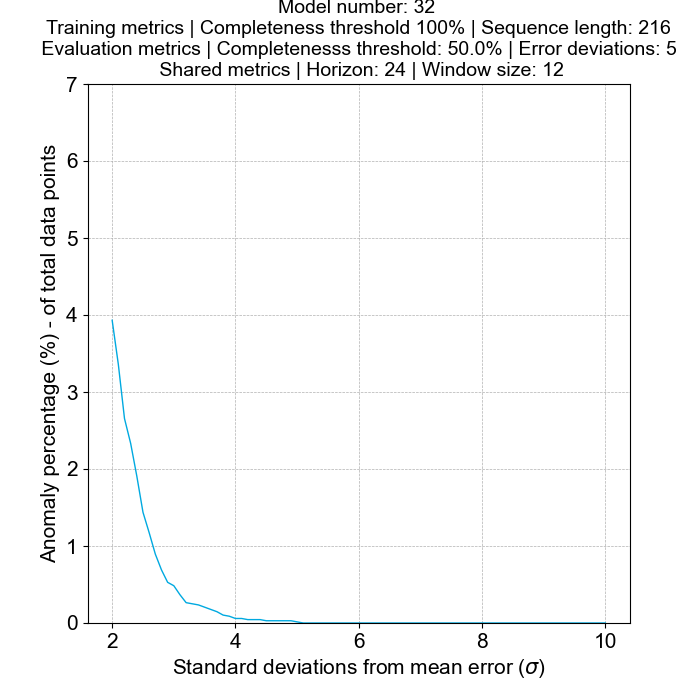 Model number: 32
Training metrics | Completeness threshold 100% | Sequence length: 216
Evaluation metrics | Completenesss threshold: 50.0% | Error deviations: 5
Shared metrics | Horizon: 24 | Window size: 12
7
6
5
4
3
2
1
0
Anomaly percentage (%) - of total data points
2 4 6 8 10
Standard deviations from mean error (σ)